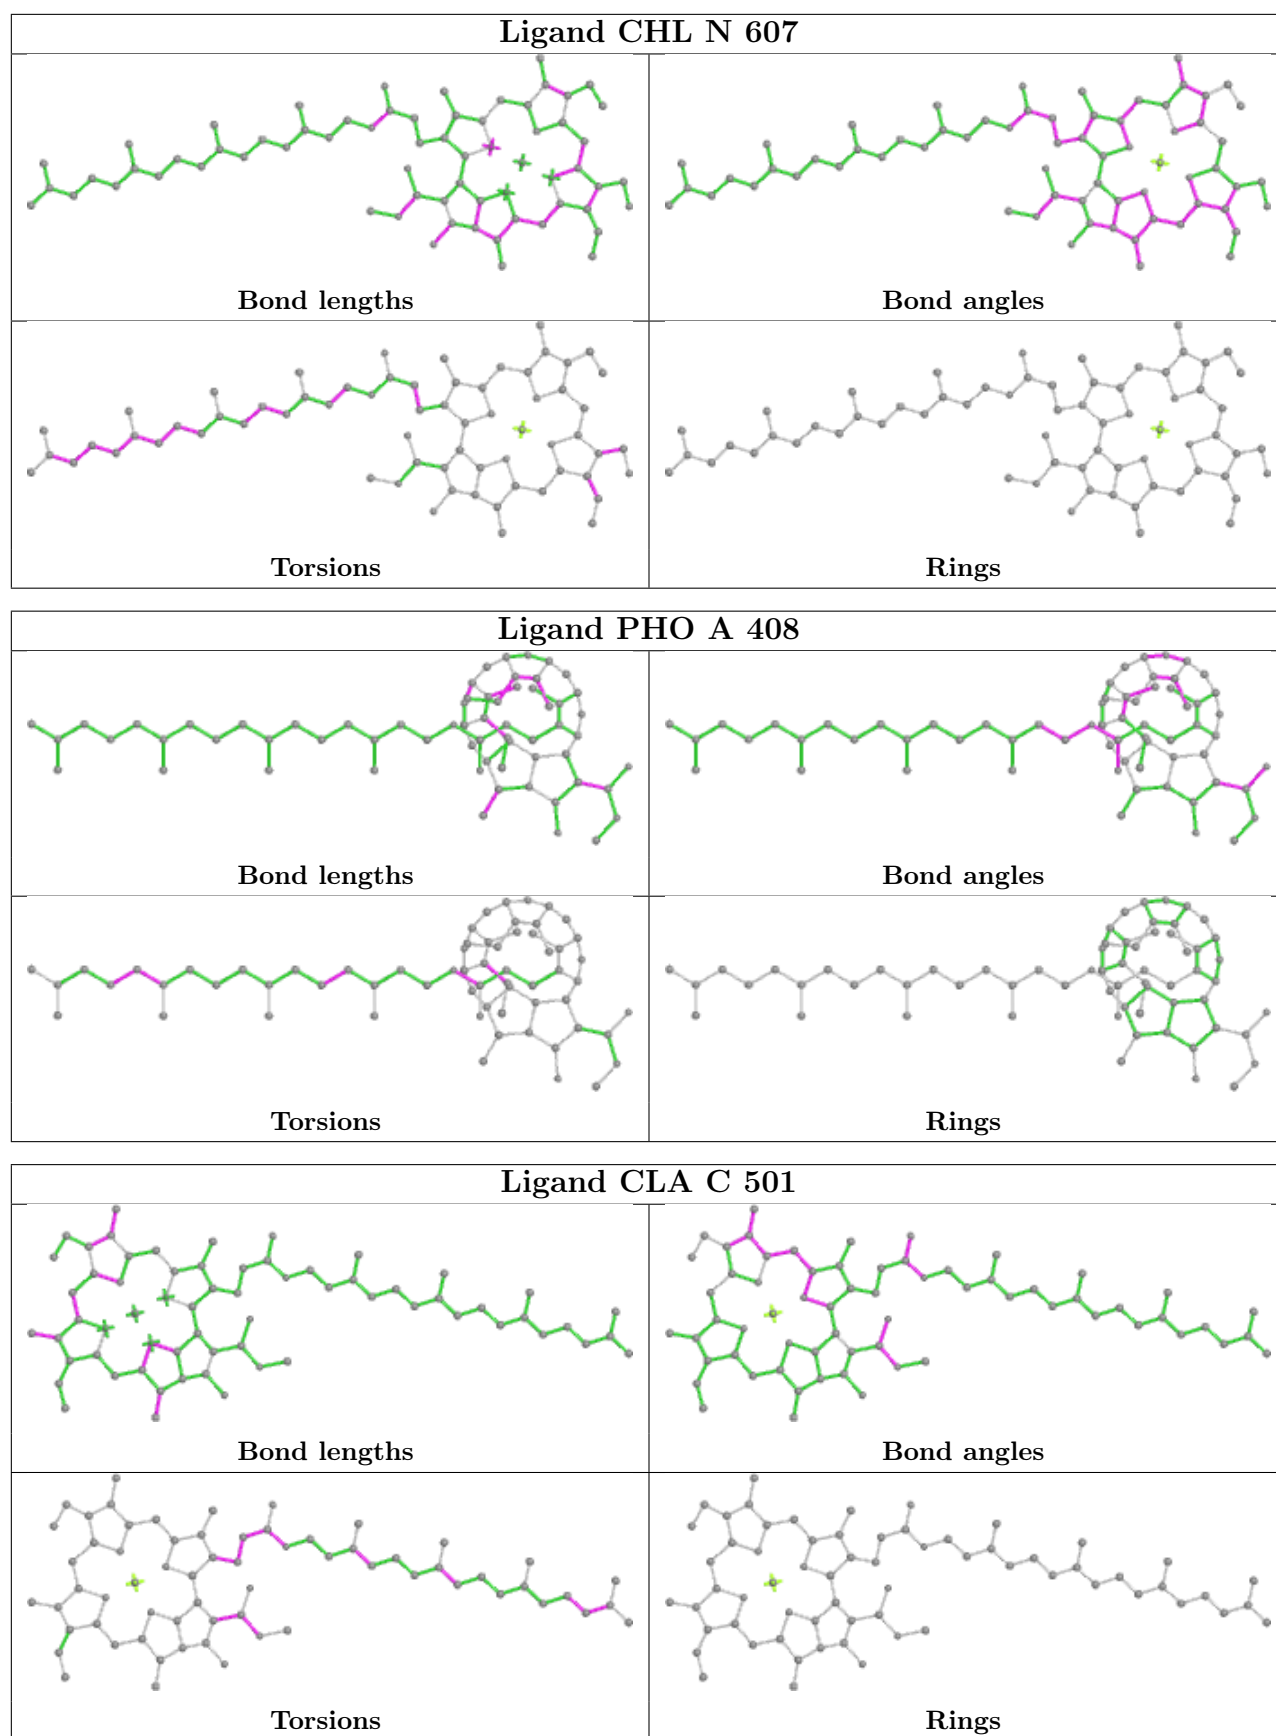 Ligand CHL N 607
Bond lengths
Bond angles
Torsions
Rings
Ligand PHO A 408
Bond lengths
Bond angles
Torsions
Rings
Ligand CLA C 501
Bond lengths
Bond angles
Torsions
Rings